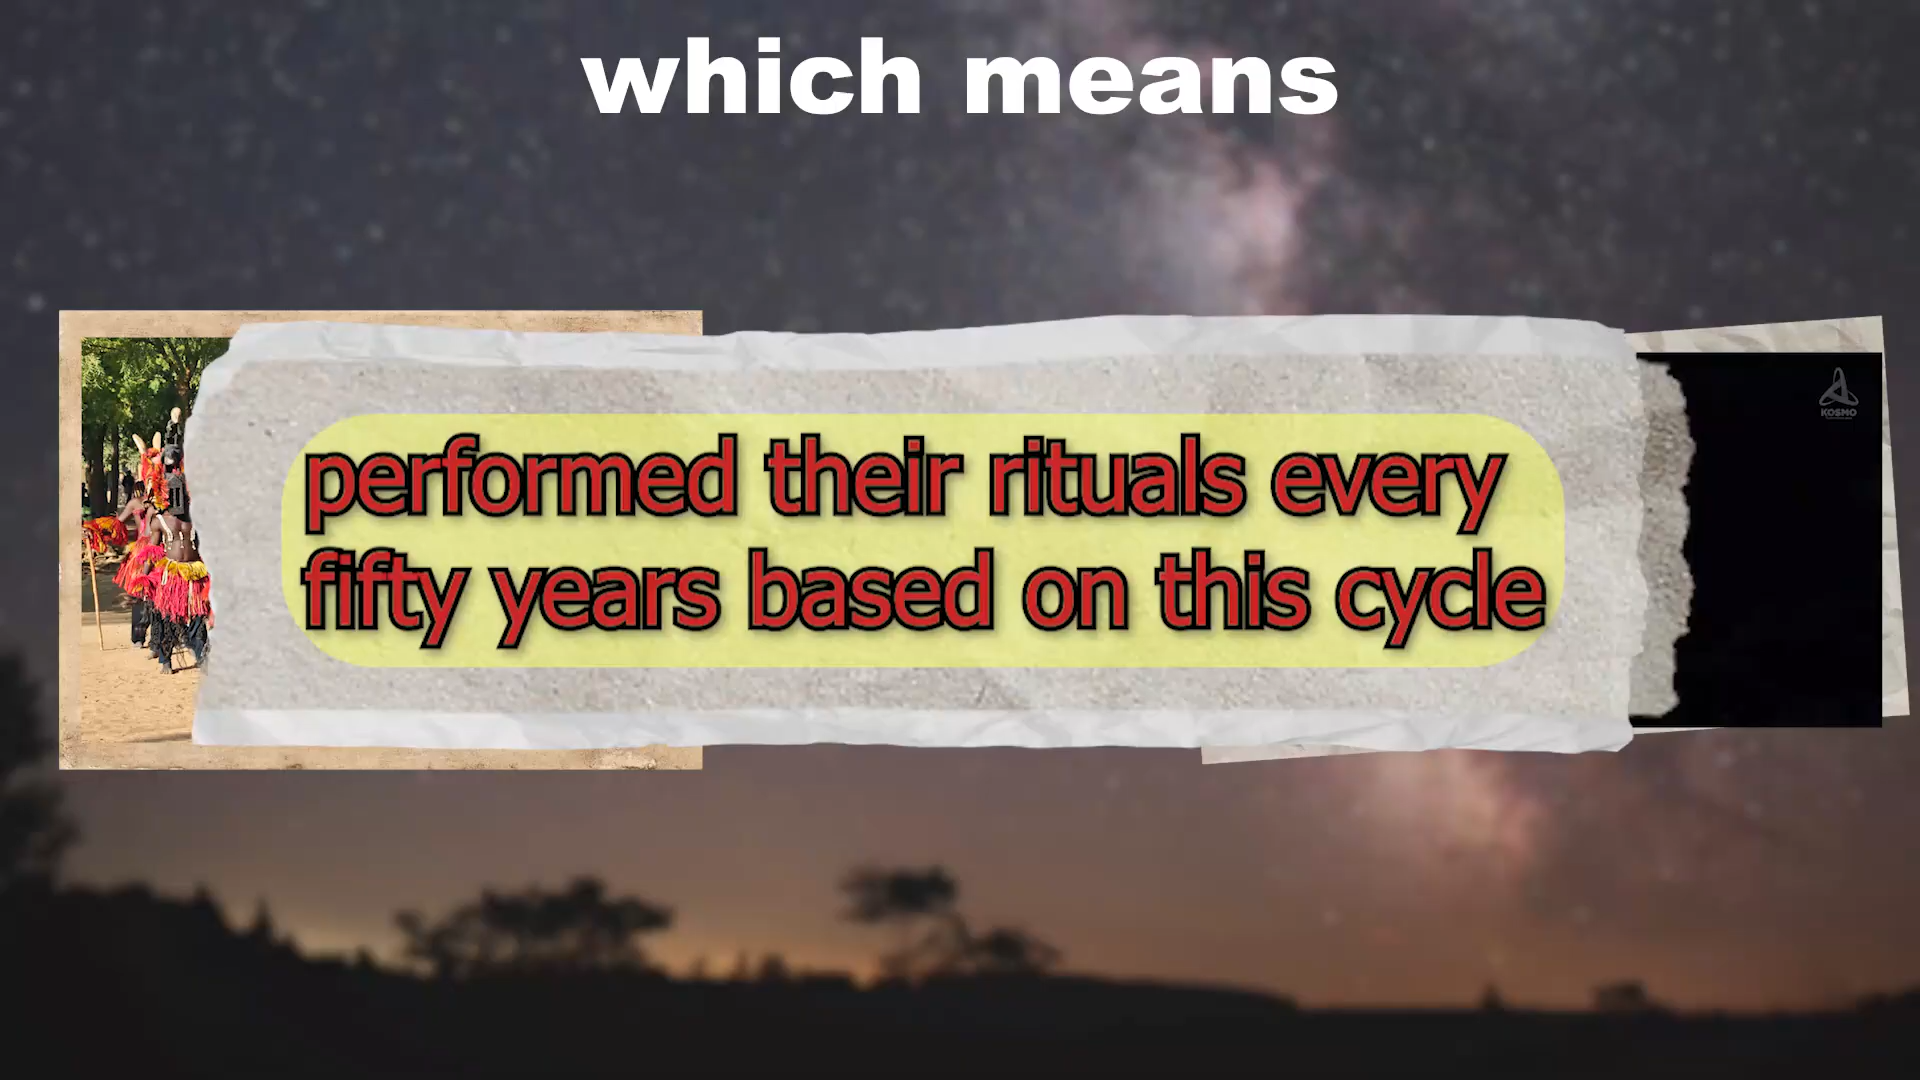 which means
performed their rituals every
fifty years based on this cycle
KOSMO